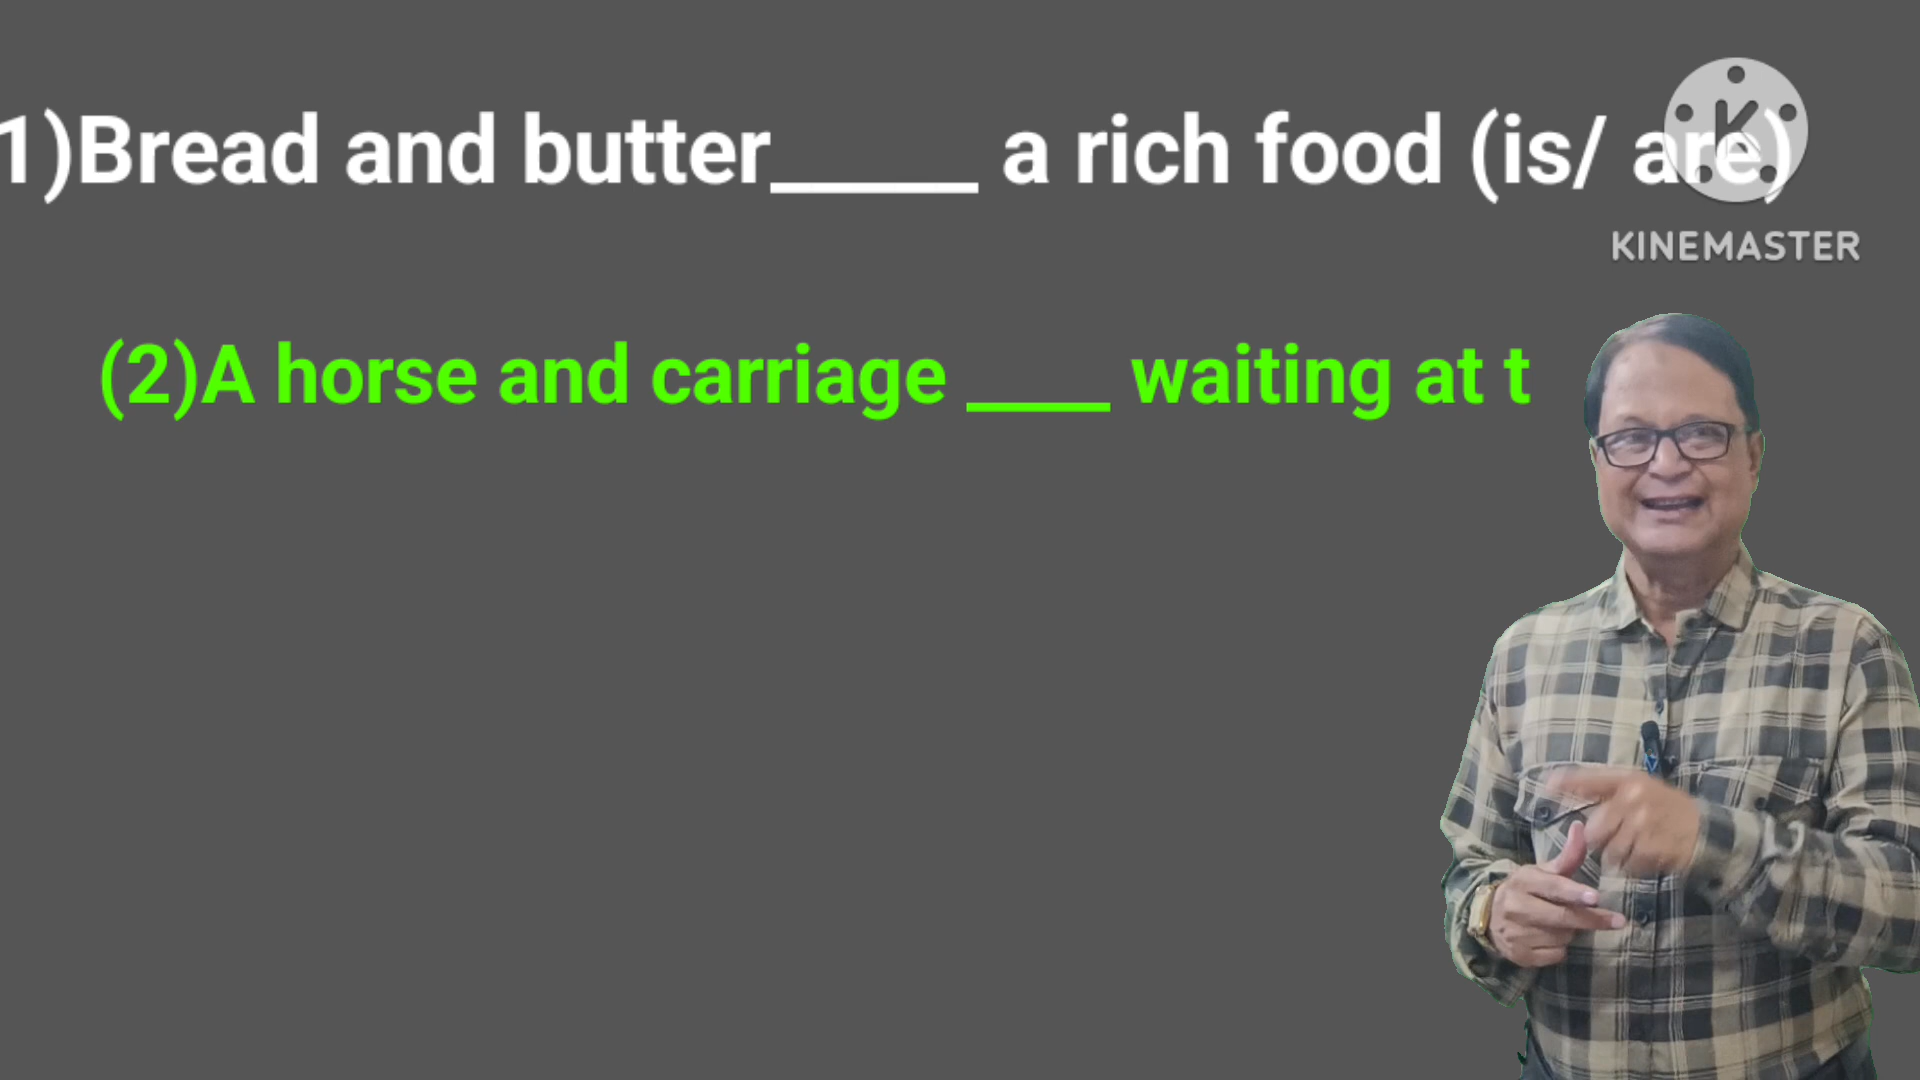 1)Bread and butter_____ a rich food (is/ are)
KINEMASTER
(2)A horse and carriage ____ waiting at t